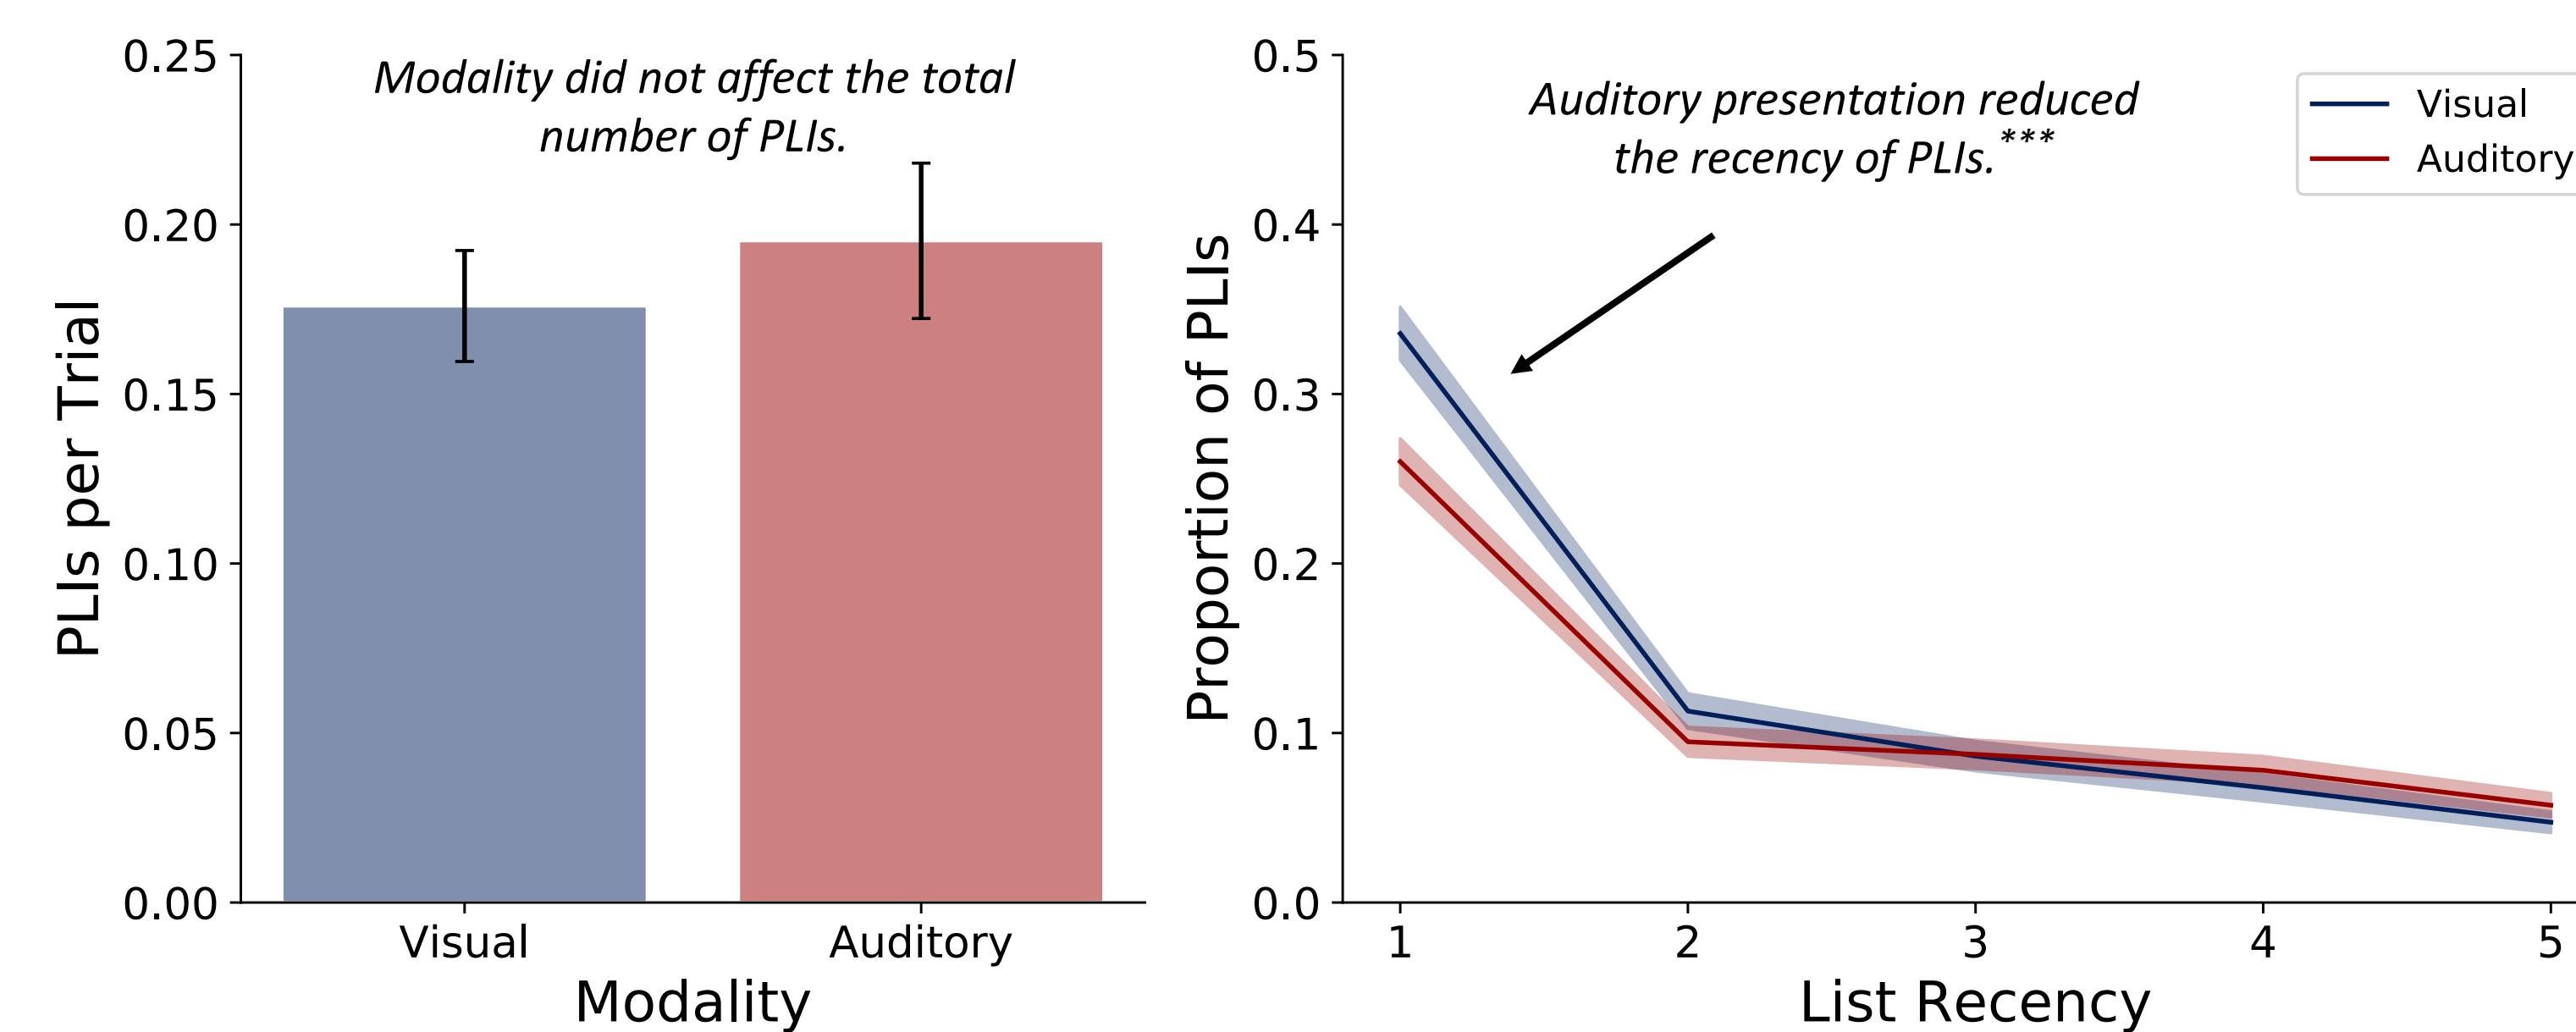 0.25
0.20
0.15
0.10
0.05
0.00
PLIs per Trial
Modality did not affect the total
number of PLIs.
Visual
Auditory
Modality
0.5
0.4
0.3
0.2
0.1
0.0
Proportion of PLIs
Auditory presentation reduced
the recency of PLIs.***
Visual
Auditory
1 2 3 4 5
List Recency